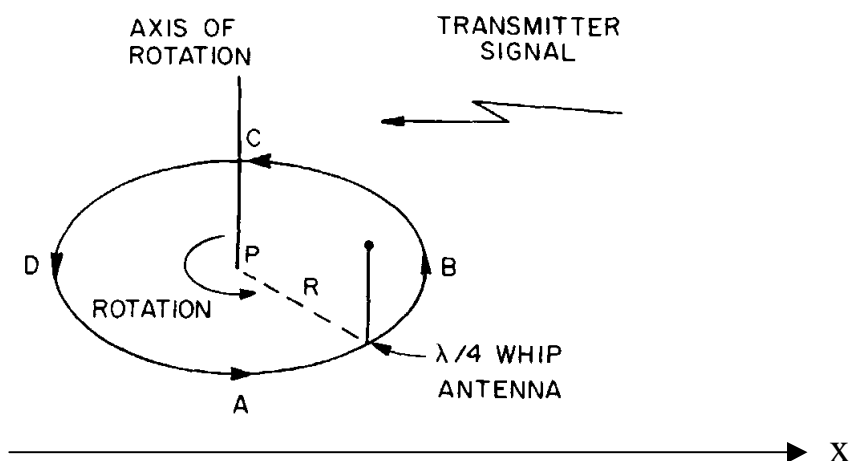 AXIS OF
ROTATION
TRANSMITTER
SIGNAL
C
D
P
B
R
ROTATION
λ/4 WHIP
ANTENNA
A
X